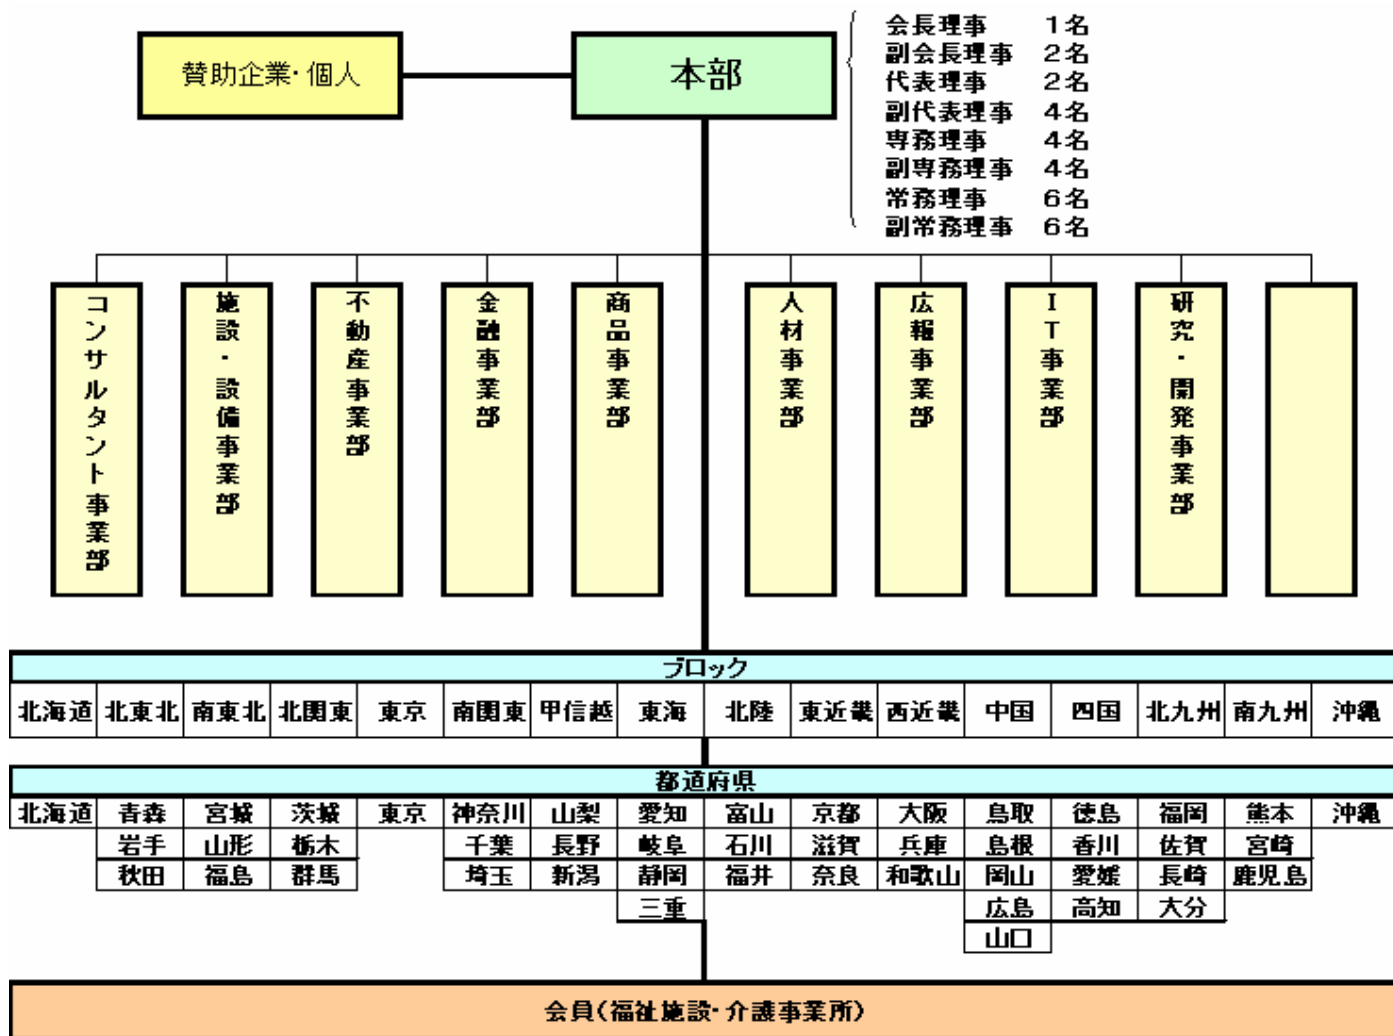 賛助企業・個人
本部
会長理事 1名
副会長理事 2名
代表理事 2名
副代表理事 4名
専務理事 4名
副専務理事 4名
常務理事 6名
副常務理事 6名
コンサルタント事業部
施設・設備事業部
不動産事業部
金融事業部
商品事業部
人材事業部
広報事業部
IT事業部
研究・開発事業部
ブロック
北海道 北東北 南東北 北関東 東京 南関東 甲信越 東海 北陸 東近畿 西近畿 中国 四国 北九州 南九州 沖縄
都道府県
北海道 青森 宮城 茨城 東京 神奈川 山梨 愛知 富山 京都 大阪 鳥取 徳島 福岡 熊本 沖縄
岩手 山形 栃木 千葉 長野 岐阜 石川 滋賀 兵庫 島根 香川 佐賀 宮崎
秋田 福島 群馬 埼玉 新潟 静岡 福井 奈良 和歌山 岡山 愛媛 長崎 鹿児島
三重 広島 高知 大分
山口
会員(福祉施設・介護事業所)